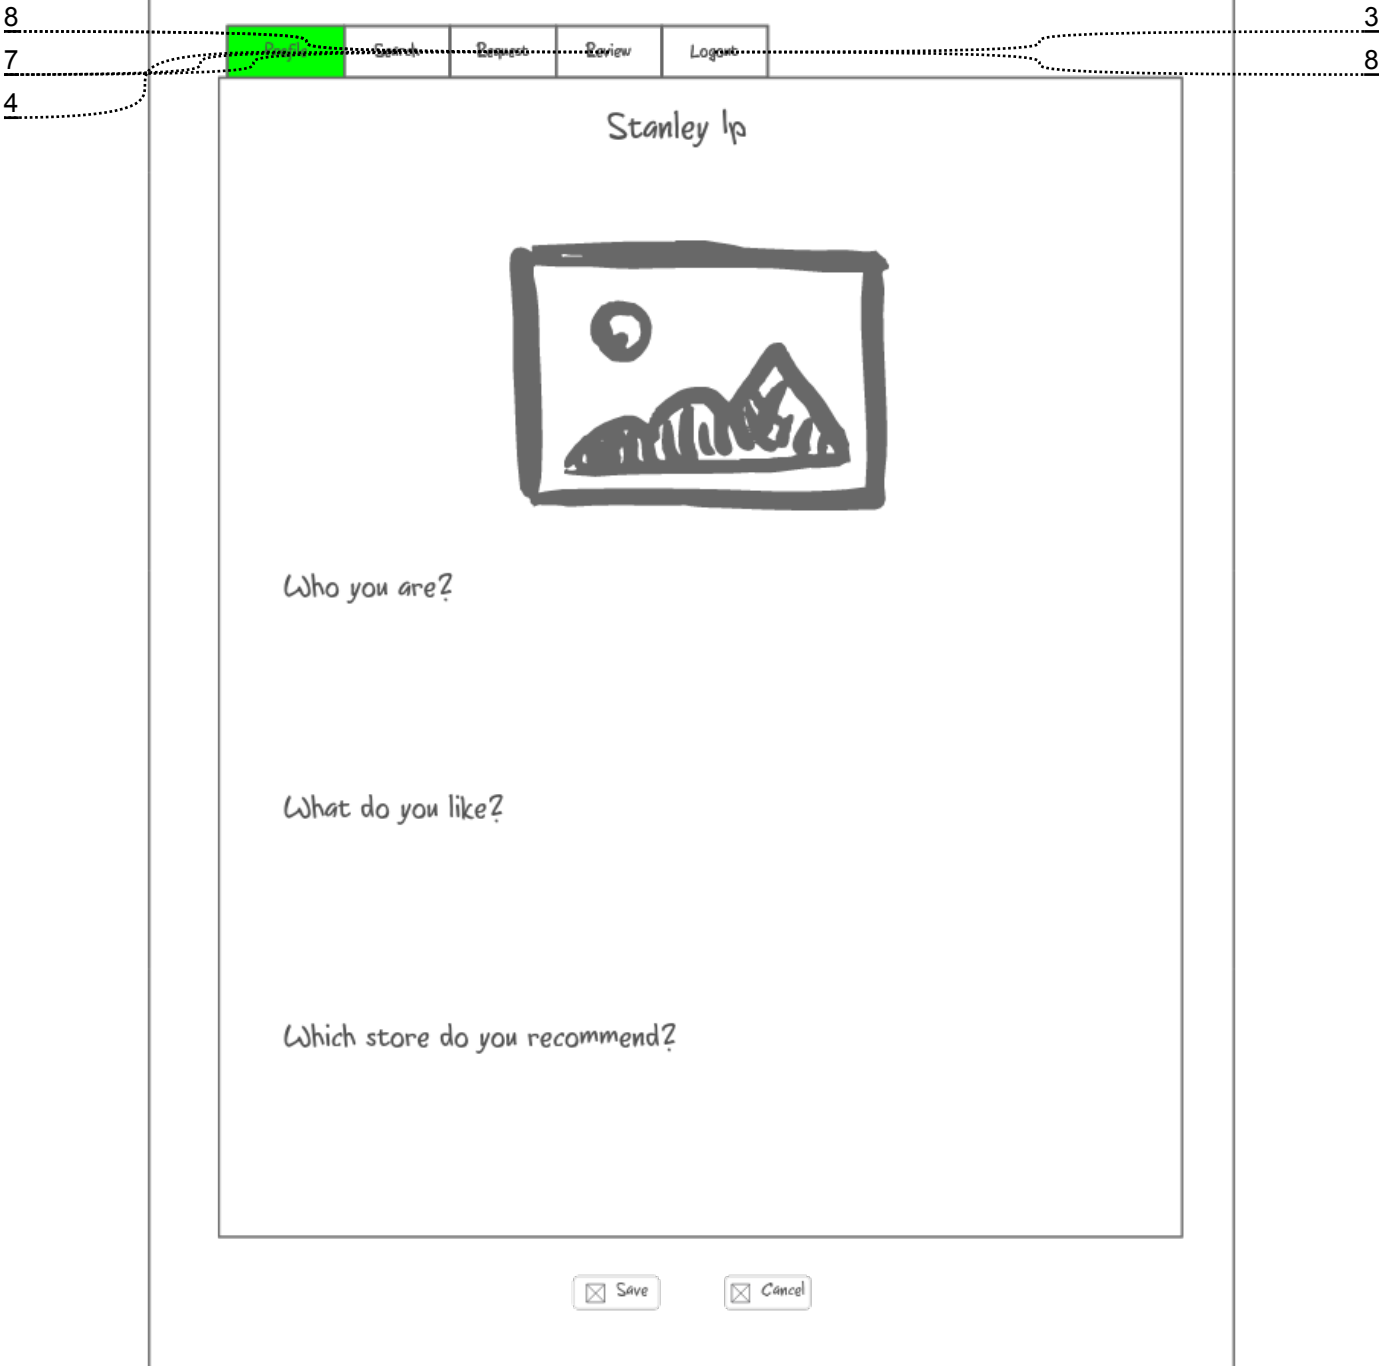 8
3
Profile Search Request Review Logout
7
8
4
Stanley Ip
Who you are?
What do you like?
Which store do you recommend?
Save Cancel